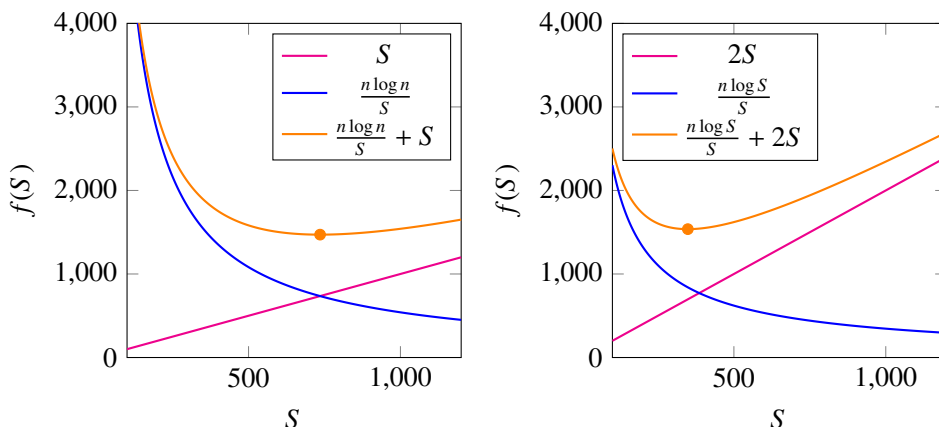 4,000
3,000
2,000
1,000
0
500
1,000
f(S)
S
S
n log n / S
n log n / S + S
4,000
3,000
2,000
1,000
0
500
1,000
f(S)
S
2S
n log S / S
n log S / S + 2S